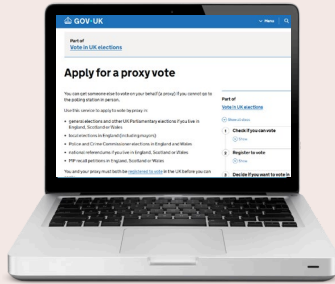 GOV·UK
Menu
Part of
Vote in UK elections
Apply for a proxy vote
You can get someone else to vote on your behalf (a proxy) if you cannot go to
the polling station in person.
Use this service to apply to vote by proxy in
general elections and other UK Parliamentary elections if you live in
England, Scotland or Wales
local elections in England (including mayors)
Police and Crime Commissioner elections in England and Wales
national referendums if you live in England, Scotland or Wales
MP recall petitions in England, Scotland or Wales
You and your proxy must both be registered to vote in the UK before you can
Part of
Vote in UK elections
1 Check if you can vote
Show
2 Register to vote
Show
3 Decide if you want to vote in